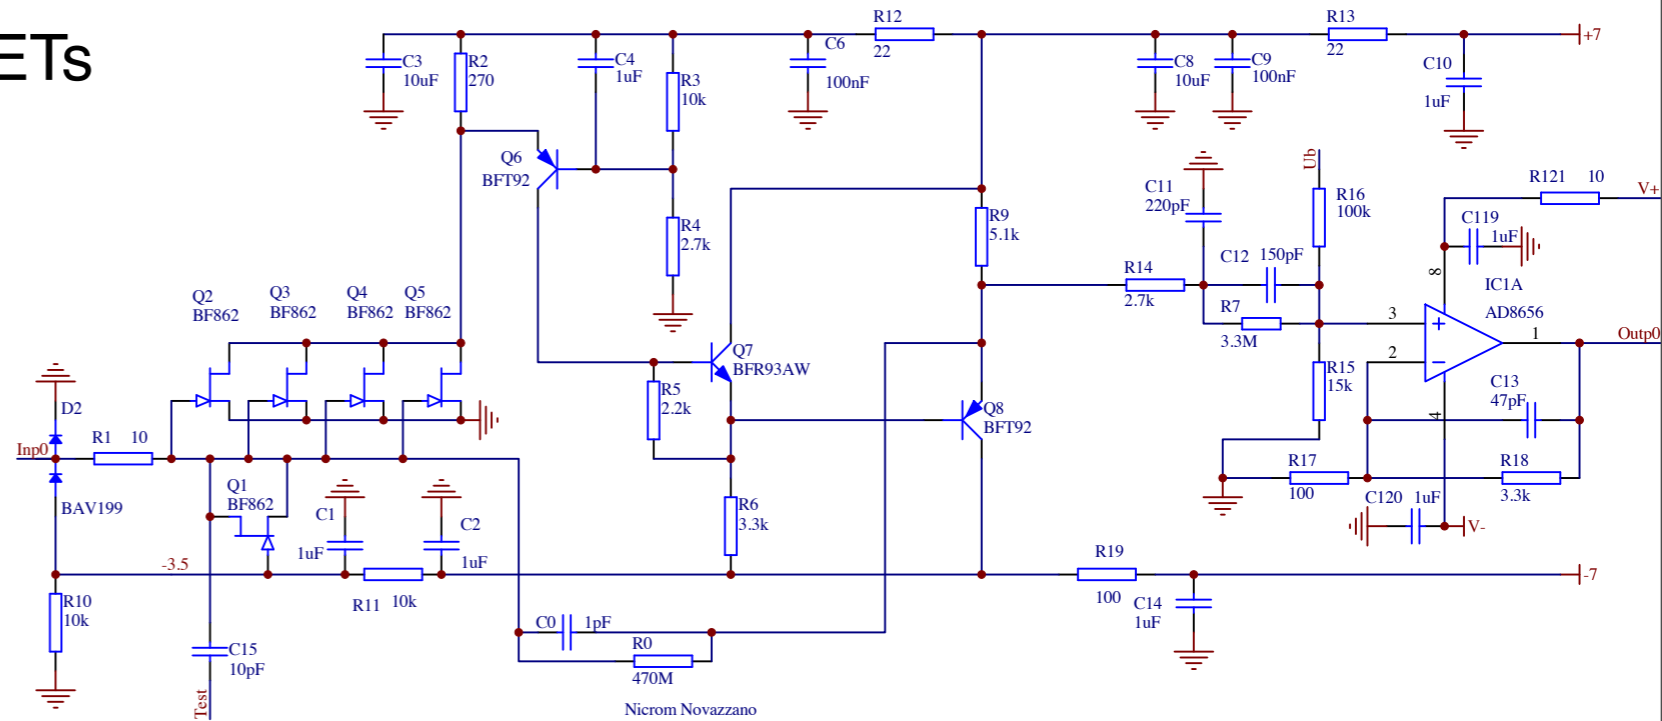 ETs
R12
22
R13
22
+7
C3
10uF
R2
270
C4
1uF
R3
10k
C6
100nF
C8
10uF
C9
100nF
C10
1uF
Q6
BFT92
R4
2.7k
R9
5.1k
C11
220pF
Ub
R16
100k
R121 10
V+
C119
1uF
8
IC1A
AD8656
R14
2.7k
C12 150pF
R7
3.3M
3
2
1
4
Outp0
Q2
BF862
Q3
BF862
Q4
BF862
Q5
BF862
Q7
BFR93AW
R5
2.2k
Q8
BFT92
R15
15k
C13
47pF
D2
Inp0
R1 10
BAV199
Q1
BF862
C1
1uF
C2
1uF
R6
3.3k
R17
100
R18
3.3k
C120 1uF
V-
-3.5
R11 10k
R19
100
-7
C14
1uF
R10
10k
C15
10pF
Test
C0 1pF
R0
470M
Nicrom Novazzano